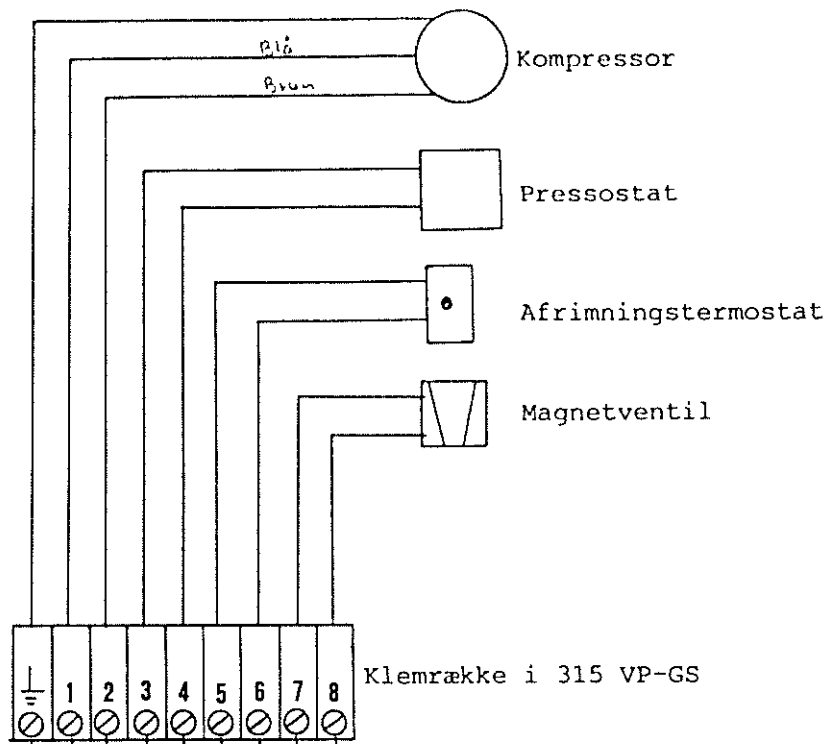 Blå
Kompressor
Brun
Pressostat
Afrimningstermostat
Magnetventil
Klemrække i 315 VP-GS
1 2 3 4 5 6 7 8